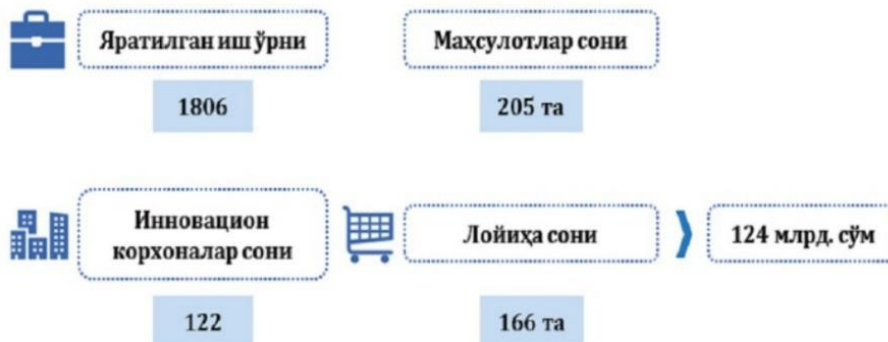 Яратилган иш ўрни
Маҳсулотлар сони
1806
205 та
Инновацион
корхоналар сони
Лойиҳа сони
124 млрд. сўм
122
166 та